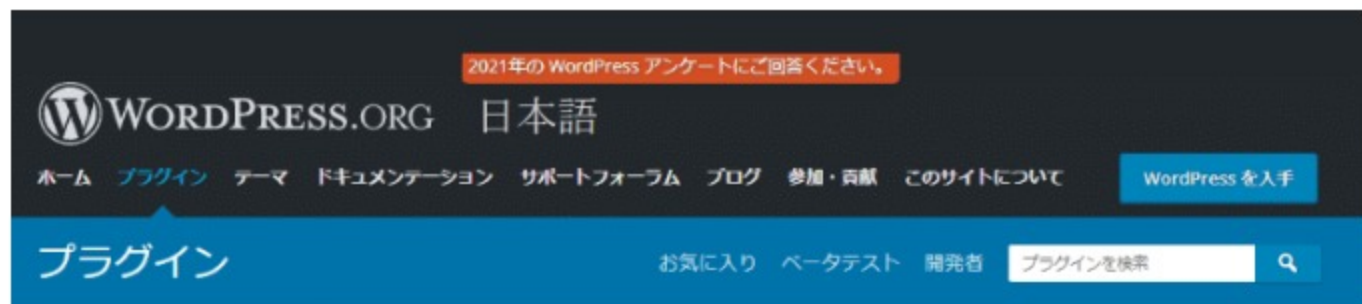 2021年の WordPress アンケートにご回答ください。
WORDPRESS.ORG 日本語
ホーム プラグイン テーマ ドキュメンテーション サポートフォーラム ブログ 参加・貢献 このサイトについて WordPress を入手
プラグイン お気に入り ベータテスト 開発者 プラグインを検索